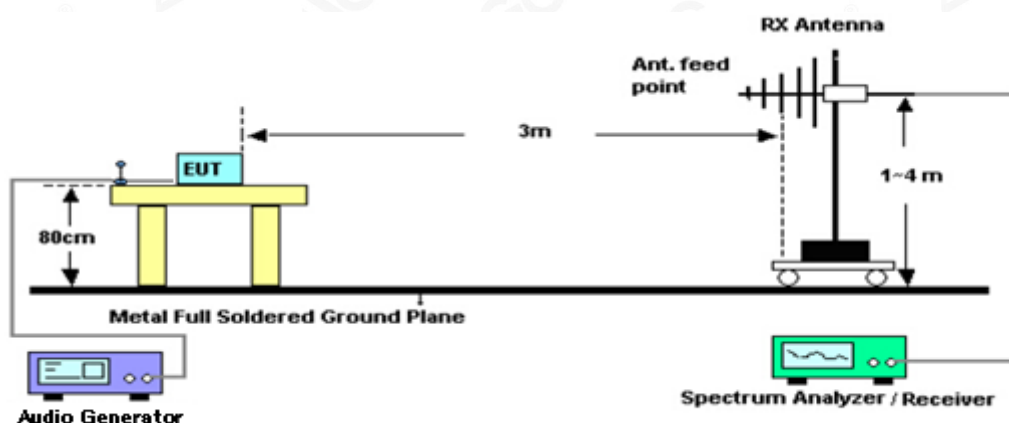 RX Antenna
Ant. feed
point
3m
EUT
1~4 m
80cm
Metal Full Soldered Ground Plane
Audio Generator
Spectrum Analyzer / Receiver